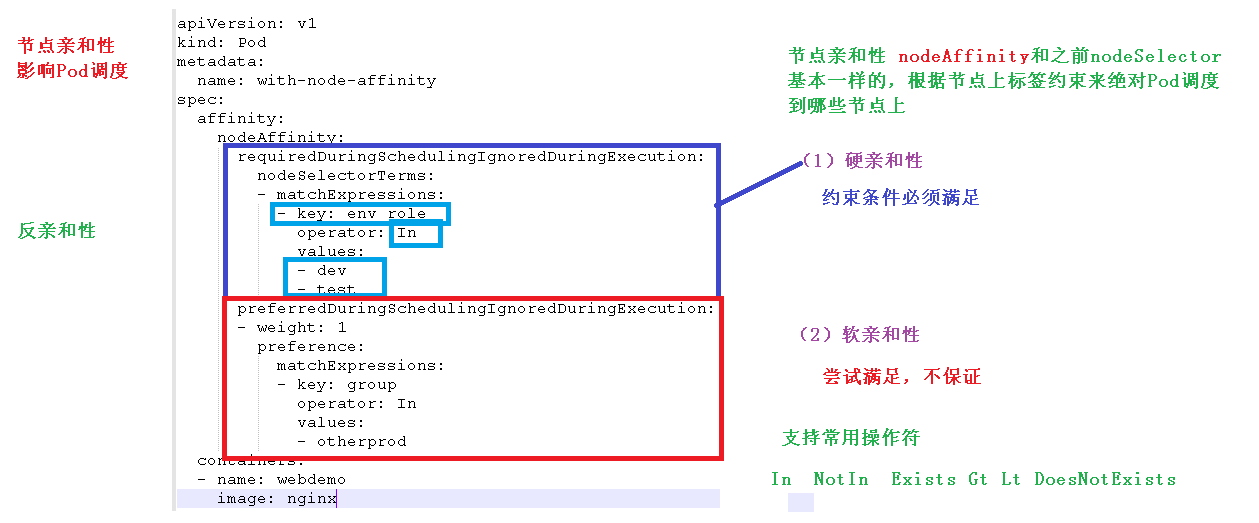 节点亲和性
影响Pod调度
反亲和性
apiVersion: v1
kind: Pod
metadata:
  name: with-node-affinity
spec:
  affinity:
    nodeAffinity:
      requiredDuringSchedulingIgnoredDuringExecution:
        nodeSelectorTerms:
        - matchExpressions:
          - key: env_role
            operator: In
            values:
            - dev
            - test
      preferredDuringSchedulingIgnoredDuringExecution:
      - weight: 1
        preference:
          matchExpressions:
          - key: group
            operator: In
            values:
            - otherprod
  containers:
  - name: webdemo
    image: nginx
节点亲和性 nodeAffinity和之前nodeSelector
基本一样的，根据节点上标签约束来绝对Pod调度
到哪些节点上
（1）硬亲和性
约束条件必须满足
（2）软亲和性
尝试满足，不保证
支持常用操作符
In NotIn Exists Gt Lt DoesNotExists